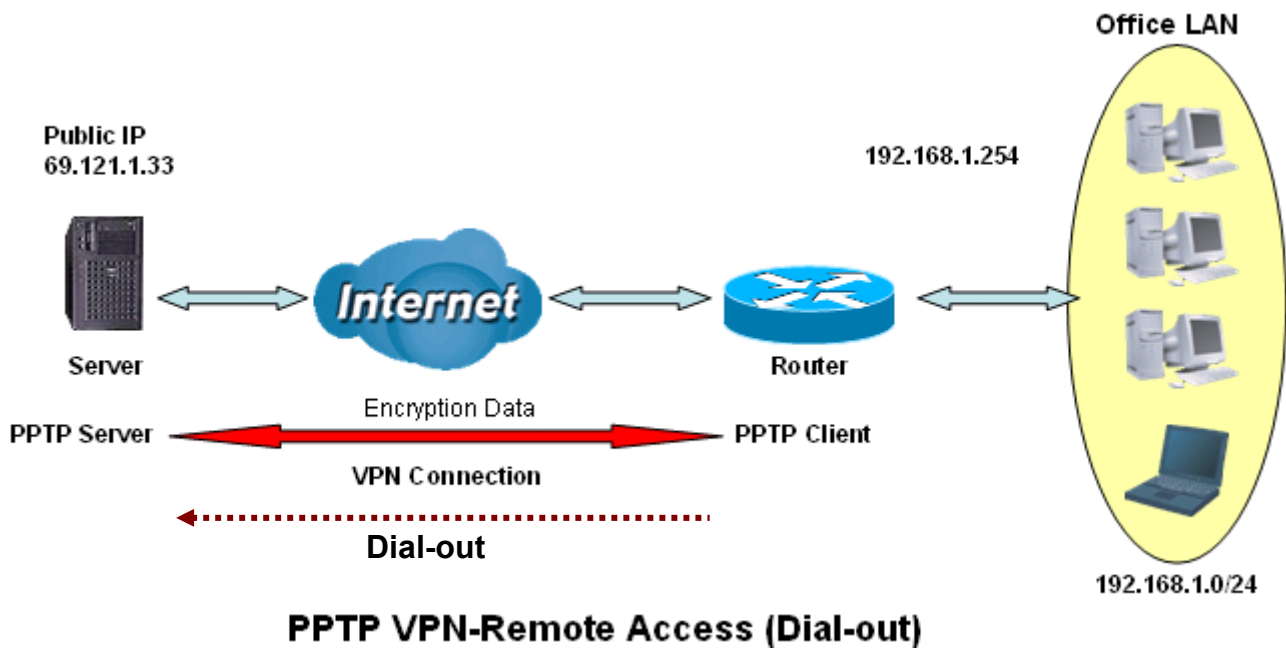 Office LAN
Public IP
69.121.1.33
192.168.1.254
Internet
Server
Router
Encryption Data
PPTP Server
PPTP Client
VPN Connection
Dial-out
192.168.1.0/24
PPTP VPN-Remote Access (Dial-out)